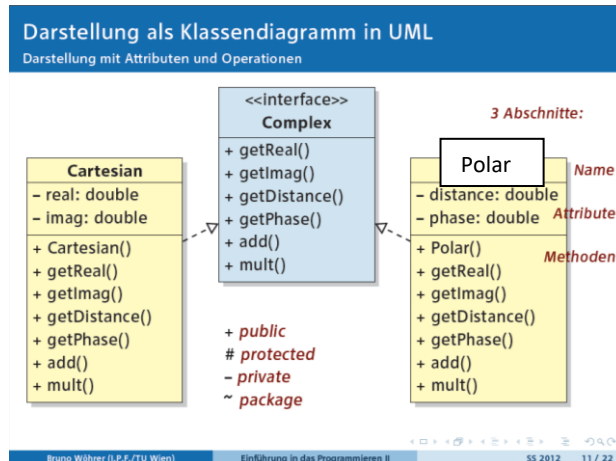 Darstellung als Klassendiagramm in UML
Darstellung mit Attributen und Operationen
<<interface>>
Complex
+ getReal()
+ getImag()
+ getDistance()
+ getPhase()
+ add()
+ mult()
Cartesian
– real: double
– imag: double
+ Cartesian()
+ getReal()
+ getImag()
+ getDistance()
+ getPhase()
+ add()
+ mult()
3 Abschnitte:
Polar
Name
– distance: double
– phase: double
Attribute
+ Polar()
Methoden
+ getReal()
+ getImag()
+ getDistance()
+ getPhase()
+ add()
+ mult()
+ public
# protected
– private
~ package
Bruno Wöhrer (I.P.F./TU Wien)
Einführung in das Programmieren II
SS 2012
11 / 22